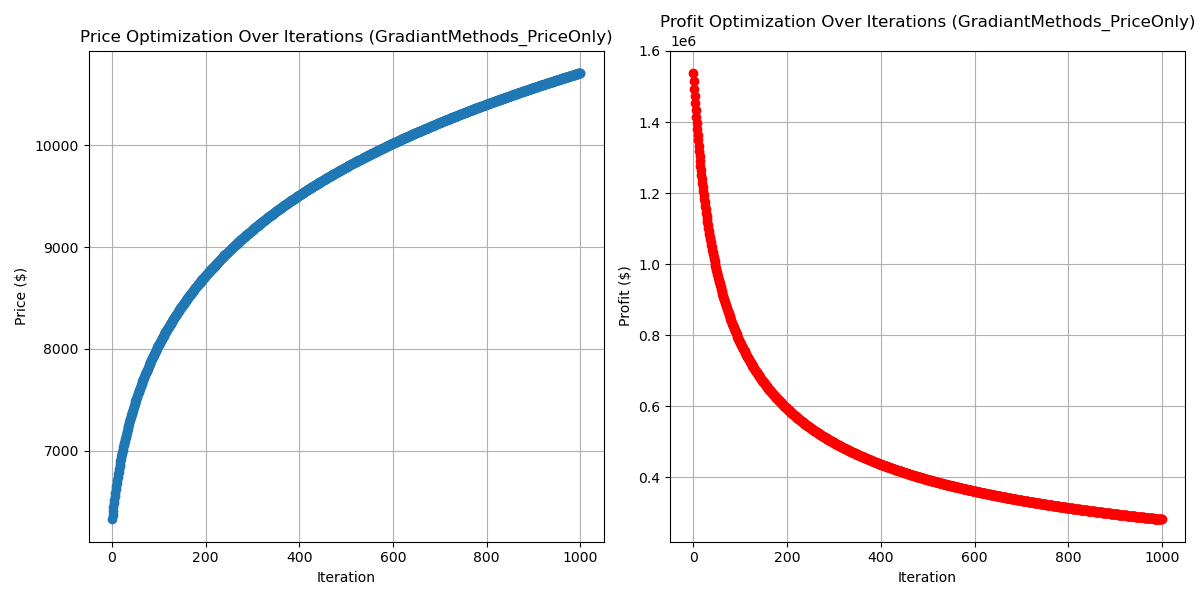 Price Optimization Over Iterations (GradiantMethods_PriceOnly)
Price ($)
10000
9000
8000
7000
0 200 400 600 800 1000
Iteration
Profit Optimization Over Iterations (GradiantMethods_PriceOnly)
1e6
Profit ($)
1.6
1.4
1.2
1.0
0.8
0.6
0.4
0 200 400 600 800 1000
Iteration